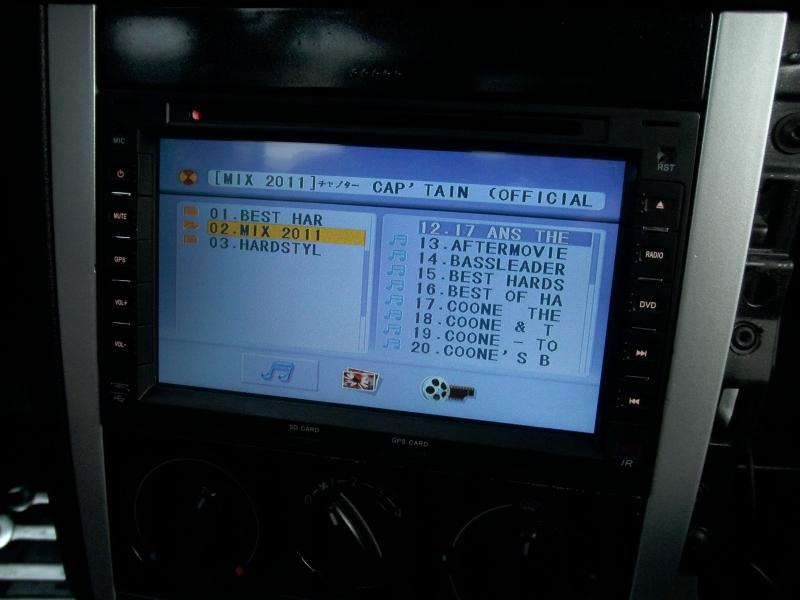 MIC
MUTE
GPS
VOL+
VOL-
[MIX 2011]チャプター CAP'TAIN (OFFICIAL
01.BEST HAR
02.MIX 2011
03.HARDSTYL
12.17 ANS THE
13.AFTERMOVIE
14.BASSLEADER
15.BEST HARDS
16.BEST OF HA
17.COONE THE
18.COONE & T
19.COONE - TO
20.COONE'S B
RST
RADIO
DVD
SD CARD
GPS CARD
IR
0